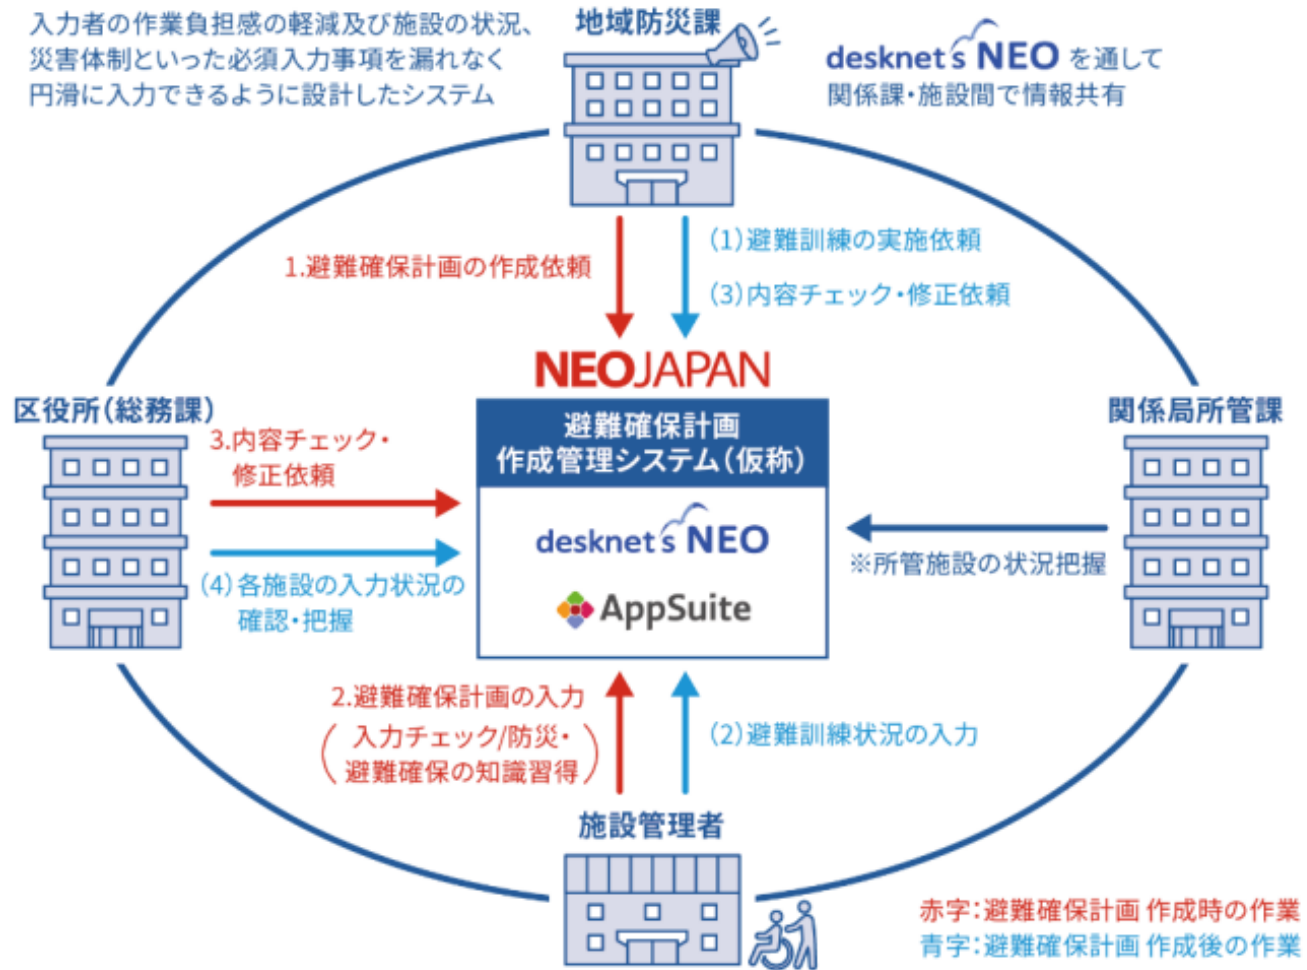 入力者の作業負担感の軽減及び施設の状況、
災害体制といった必須入力事項を漏れなく
円滑に入力できるように設計したシステム
地域防災課
desknet's NEO を通して
関係課・施設間で情報共有
1.避難確保計画の作成依頼
(1)避難訓練の実施依頼
(3)内容チェック・修正依頼
NEOJAPAN
避難確保計画
作成管理システム(仮称)
desknet's NEO
AppSuite
区役所(総務課)
3.内容チェック・
修正依頼
(4)各施設の入力状況の
確認・把握
関係局所管課
※所管施設の状況把握
2.避難確保計画の入力
(入力チェック/防災・
避難確保の知識習得)
(2)避難訓練状況の入力
施設管理者
赤字:避難確保計画 作成時の作業
青字:避難確保計画 作成後の作業